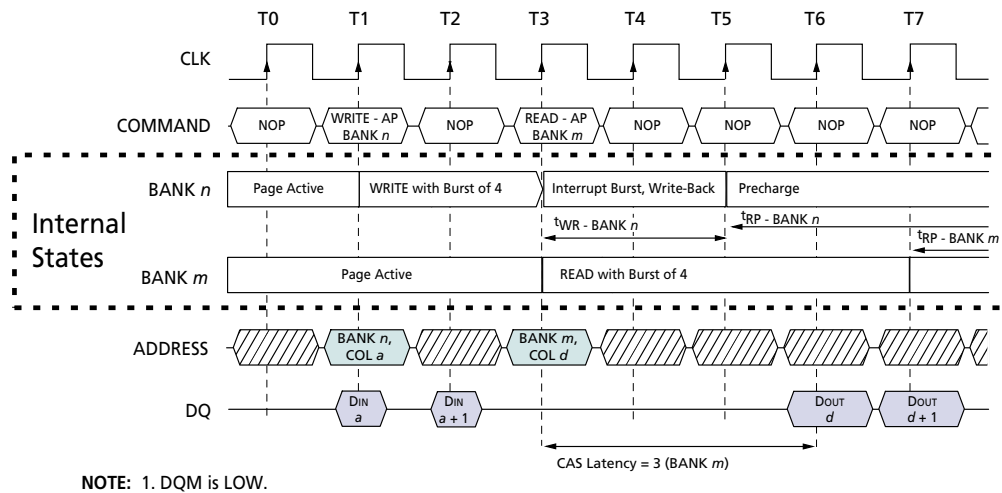 T0 T1 T2 T3 T4 T5 T6 T7
CLK
COMMAND
NOP
WRITE - AP
BANK n
NOP
READ - AP
BANK m
NOP
NOP
NOP
NOP
Internal
States
BANK n
Page Active
WRITE with Burst of 4
Interrupt Burst, Write-Back
Precharge
tWR - BANK n
tRP - BANK n
tRP - BANK m
BANK m
Page Active
READ with Burst of 4
ADDRESS
BANK n,
COL a
BANK m,
COL d
DQ
DIN
a
DIN
a + 1
DOUT
d
DOUT
d + 1
CAS Latency = 3 (BANK m)
NOTE: 1. DQM is LOW.